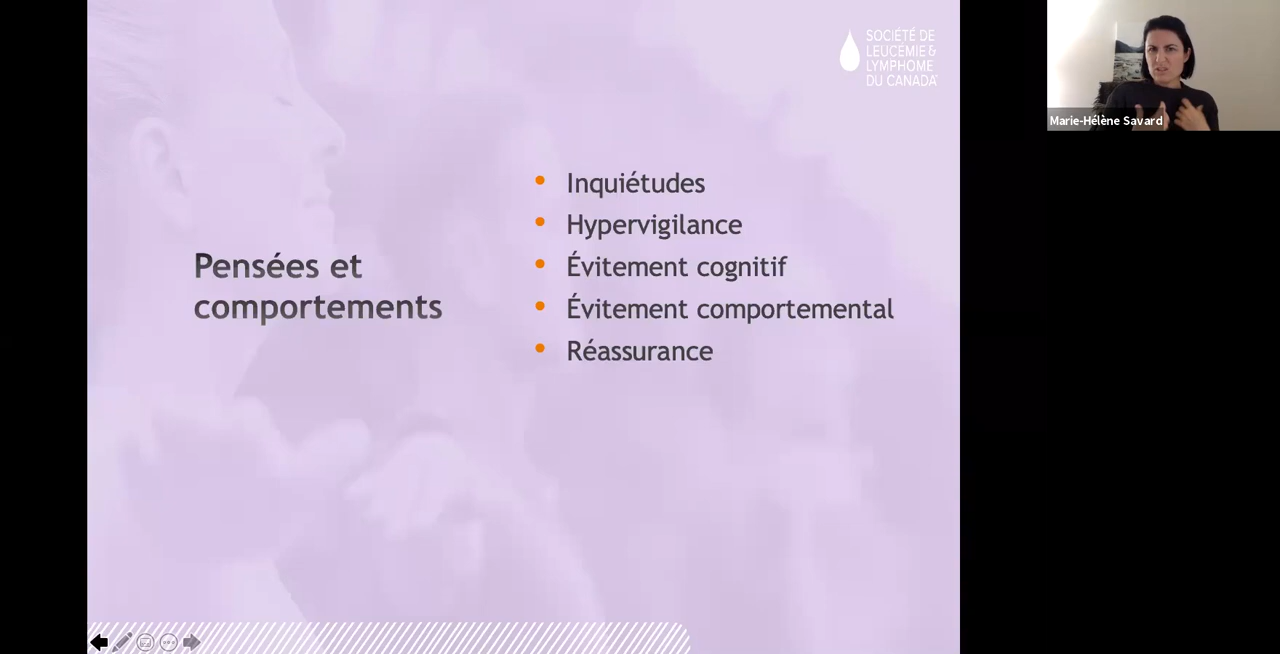 SOCIÉTÉ DE
LEUCÉMIE &
LYMPHOME
DU CANADA
Marie-Hélène Savard
Pensées et
comportements
Inquiétudes
Hypervigilance
Évitement cognitif
Évitement comportemental
Réassurance